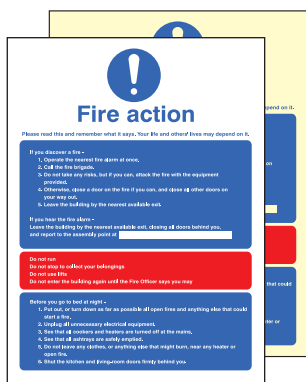 Fire action
Please read this and remember what it says. Your life and others' lives may depend on it.
If you discover a fire –
1. Operate the nearest fire alarm at once.
2. Call the fire brigade.
3. Do not take any risks, but if you can, attack the fire with the equipment
provided.
4. Otherwise, close a door on the fire if you can, and close all other doors on
your way out.
5. Leave the building by the nearest available exit.
If you hear the fire alarm –
Leave the building by the nearest available exit, closing all doors behind you,
and report to the assembly point at
Do not run
Do not stop to collect your belongings
Do not use lifts
Do not enter the building again until the Fire Officer says you may
Before you go to bed at night –
1. Put out, or turn down as far as possible all open fires and anything else that could
start a fire.
2. Unplug all unnecessary electrical equipment.
3. See that all cookers and heaters are turned off at the mains.
4. See that all ashtrays are safely emptied.
5. Do not leave any clothes, or anything else that might burn, near any heater or
open fire.
6. Shut the kitchen and living-room doors firmly behind you.
pend on it.
on
that could
ter or